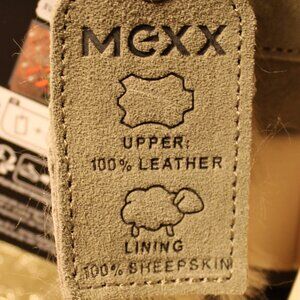 MEXX
UPPER:
100% LEATHER
LINING
100% SHEEPSKIN